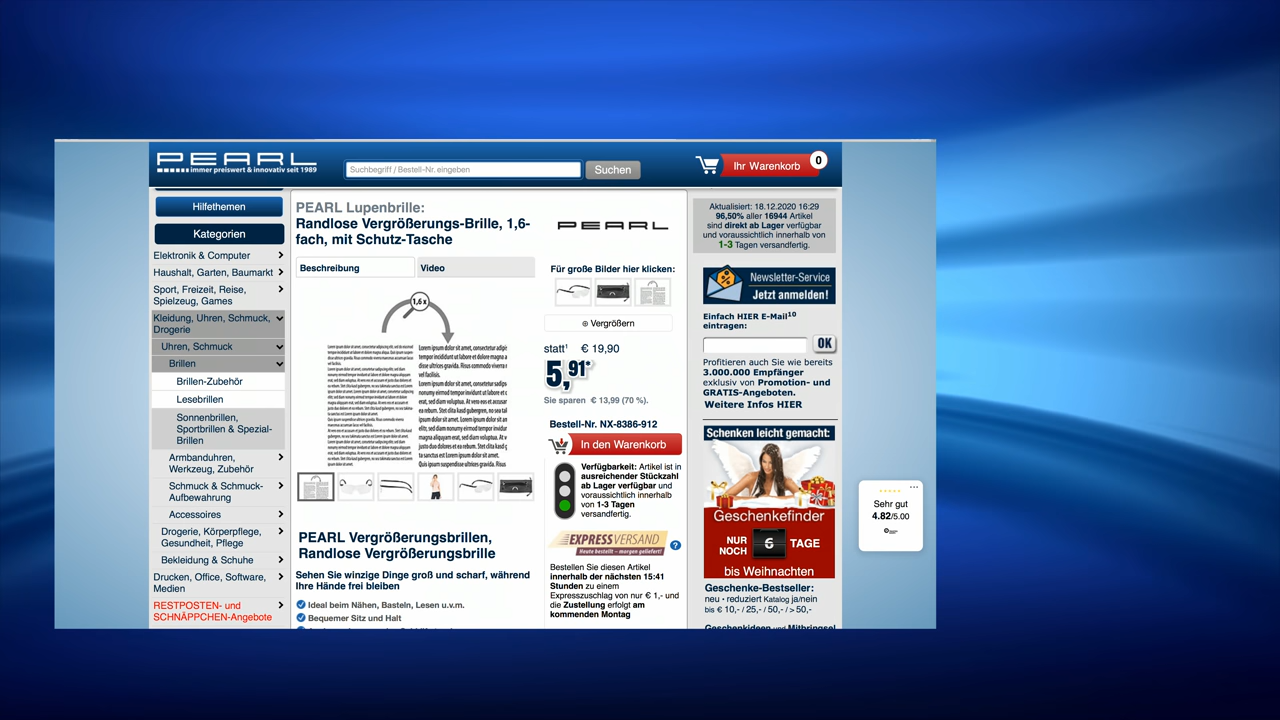 PEARL
immer preiswert & innovativ seit 1989
Suchbegriff / Bestell-Nr. eingeben
Suchen
Ihr Warenkorb
0
Hilfethemen
Kategorien
Elektronik & Computer
Haushalt, Garten, Baumarkt
Sport, Freizeit, Reise,
Spielzeug, Games
Kleidung, Uhren, Schmuck,
Drogerie
Uhren, Schmuck
Brillen
Brillen-Zubehör
Lesebrillen
Sonnenbrillen,
Sportbrillen & Spezial-
Brillen
Armbanduhren,
Werkzeug, Zubehör
Schmuck & Schmuck-
Aufbewahrung
Accessoires
Drogerie, Körperpflege,
Gesundheit, Pflege
Bekleidung & Schuhe
Drucken, Office, Software,
Medien
RESTPOSTEN- und
SCHNÄPPCHEN-Angebote
PEARL Lupenbrille:
Randlose Vergrößerungs-Brille, 1,6-
fach, mit Schutz-Tasche
Beschreibung
Video
1,6 x
PEARL Vergrößerungsbrillen,
Randlose Vergrößerungsbrille
Sehen Sie winzige Dinge groß und scharf, während
Ihre Hände frei bleiben
Ideal beim Nähen, Basteln, Lesen u.v.m.
Bequemer Sitz und Halt
PEARL
Für große Bilder hier klicken:
Vergrößern
statt¹ € 19,90
5,91*
Sie sparen € 13,99 (70 %).
Bestell-Nr. NX-8386-912
In den Warenkorb
Verfügbarkeit: Artikel ist in
ausreichender Stückzahl
ab Lager verfügbar und
voraussichtlich innerhalb
von 1-3 Tagen
versandfertig.
EXPRESSVERSAND
Heute bestellt – morgen geliefert!
?
Bestellen Sie diesen Artikel
innerhalb der nächsten 15:41
Stunden zu einem
Expresszuschlag von nur € 1,- und
die Zustellung erfolgt am
kommenden Montag
Aktualisiert: 18.12.2020 16:29
96,50% aller 16944 Artikel
sind direkt ab Lager verfügbar
und voraussichtlich innerhalb von
1-3 Tagen versandfertig.
Newsletter-Service
Jetzt anmelden!
Einfach HIER E-Mail¹⁰
eintragen:
OK
Profitieren auch Sie wie bereits
3.000.000 Empfänger
exklusiv von Promotion- und
GRATIS-Angeboten.
Weitere Infos HIER
Schenken leicht gemacht:
Geschenkefinder
NUR
NOCH
6
TAGE
bis Weihnachten
Geschenke-Bestseller:
neu • reduziert Katalog ja/nein
bis € 10,- / 25,- / 50,- / > 50,-
Geschenkideen und Mitbringsel
Sehr gut
4.82/5.00